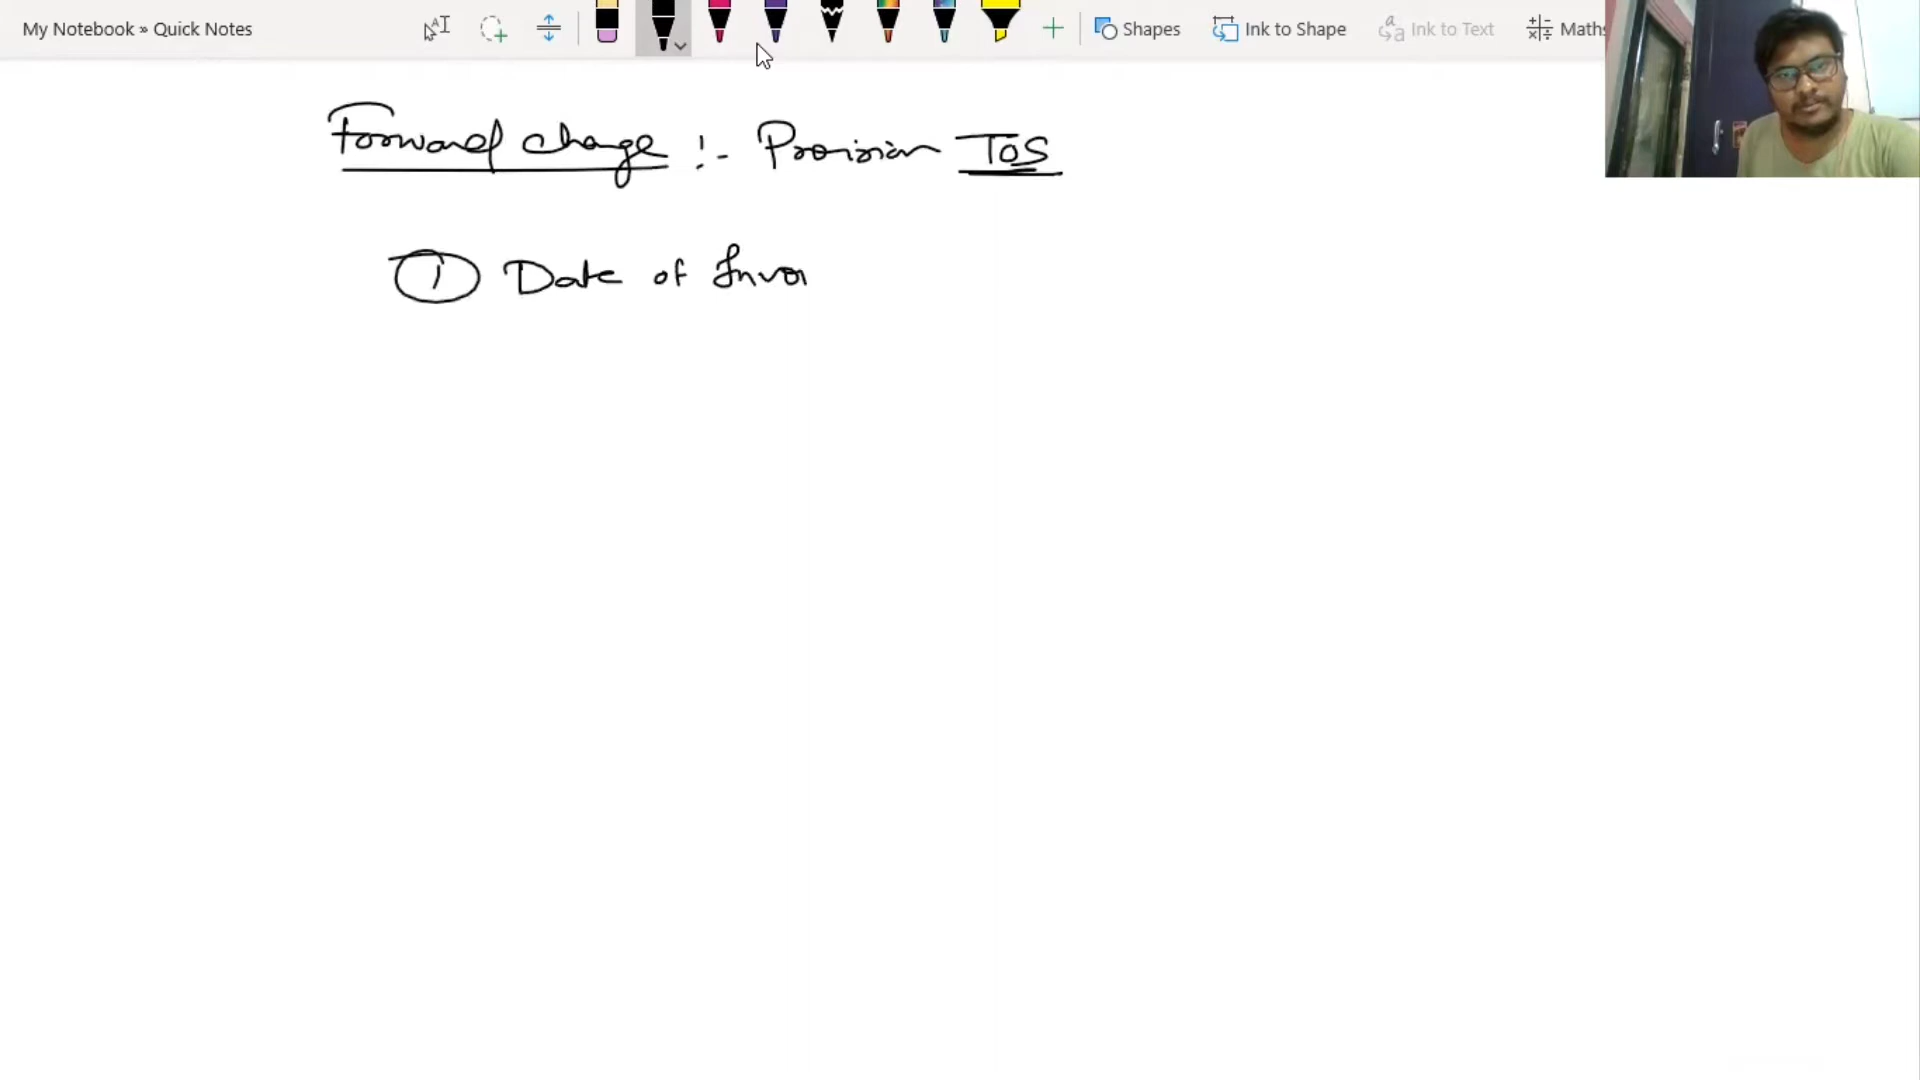 My Notebook » Quick Notes
Shapes
Ink to Shape
Ink to Text
Maths
Forward charge :- Provision TOS
① Date of Invoi